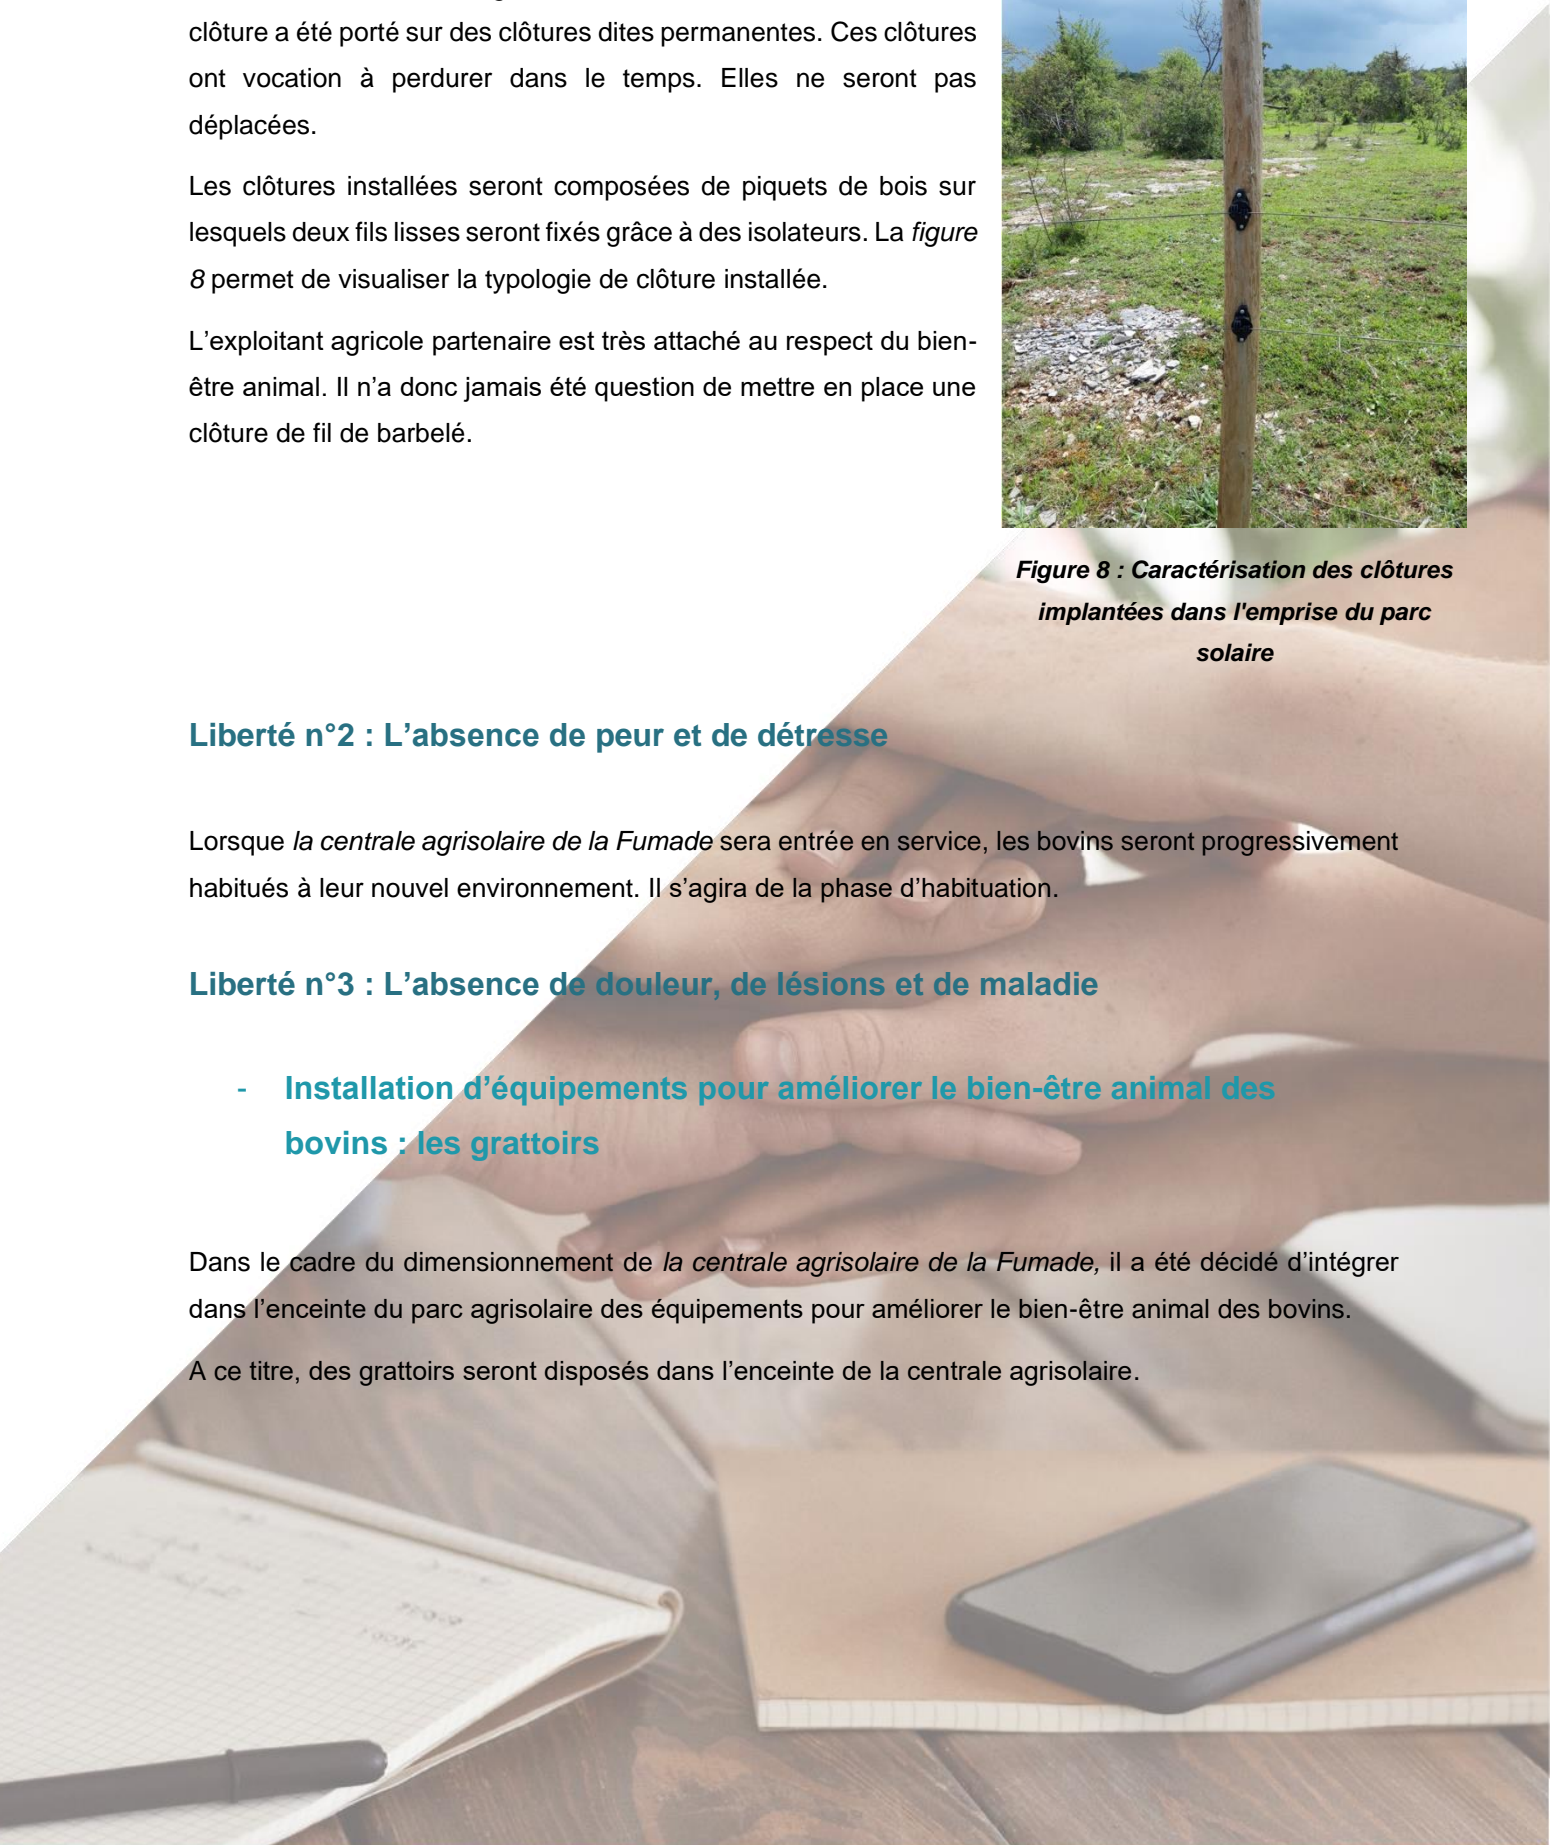 clôture a été porté sur des clôtures dites permanentes. Ces clôtures
ont vocation à perdurer dans le temps. Elles ne seront pas
déplacées.
Les clôtures installées seront composées de piquets de bois sur
lesquels deux fils lisses seront fixés grâce à des isolateurs. La figure
8 permet de visualiser la typologie de clôture installée.
L’exploitant agricole partenaire est très attaché au respect du bien-
être animal. Il n’a donc jamais été question de mettre en place une
clôture de fil de barbelé.
Figure 8 : Caractérisation des clôtures
implantées dans l'emprise du parc
solaire
Liberté n°2 : L’absence de peur et de détresse
Lorsque la centrale agrisolaire de la Fumade sera entrée en service, les bovins seront progressivement
habitués à leur nouvel environnement. Il s’agira de la phase d’habituation.
Liberté n°3 : L’absence de douleur, de lésions et de maladie
- Installation d’équipements pour améliorer le bien-être animal des
bovins : les grattoirs
Dans le cadre du dimensionnement de la centrale agrisolaire de la Fumade, il a été décidé d’intégrer
dans l’enceinte du parc agrisolaire des équipements pour améliorer le bien-être animal des bovins.
A ce titre, des grattoirs seront disposés dans l’enceinte de la centrale agrisolaire.